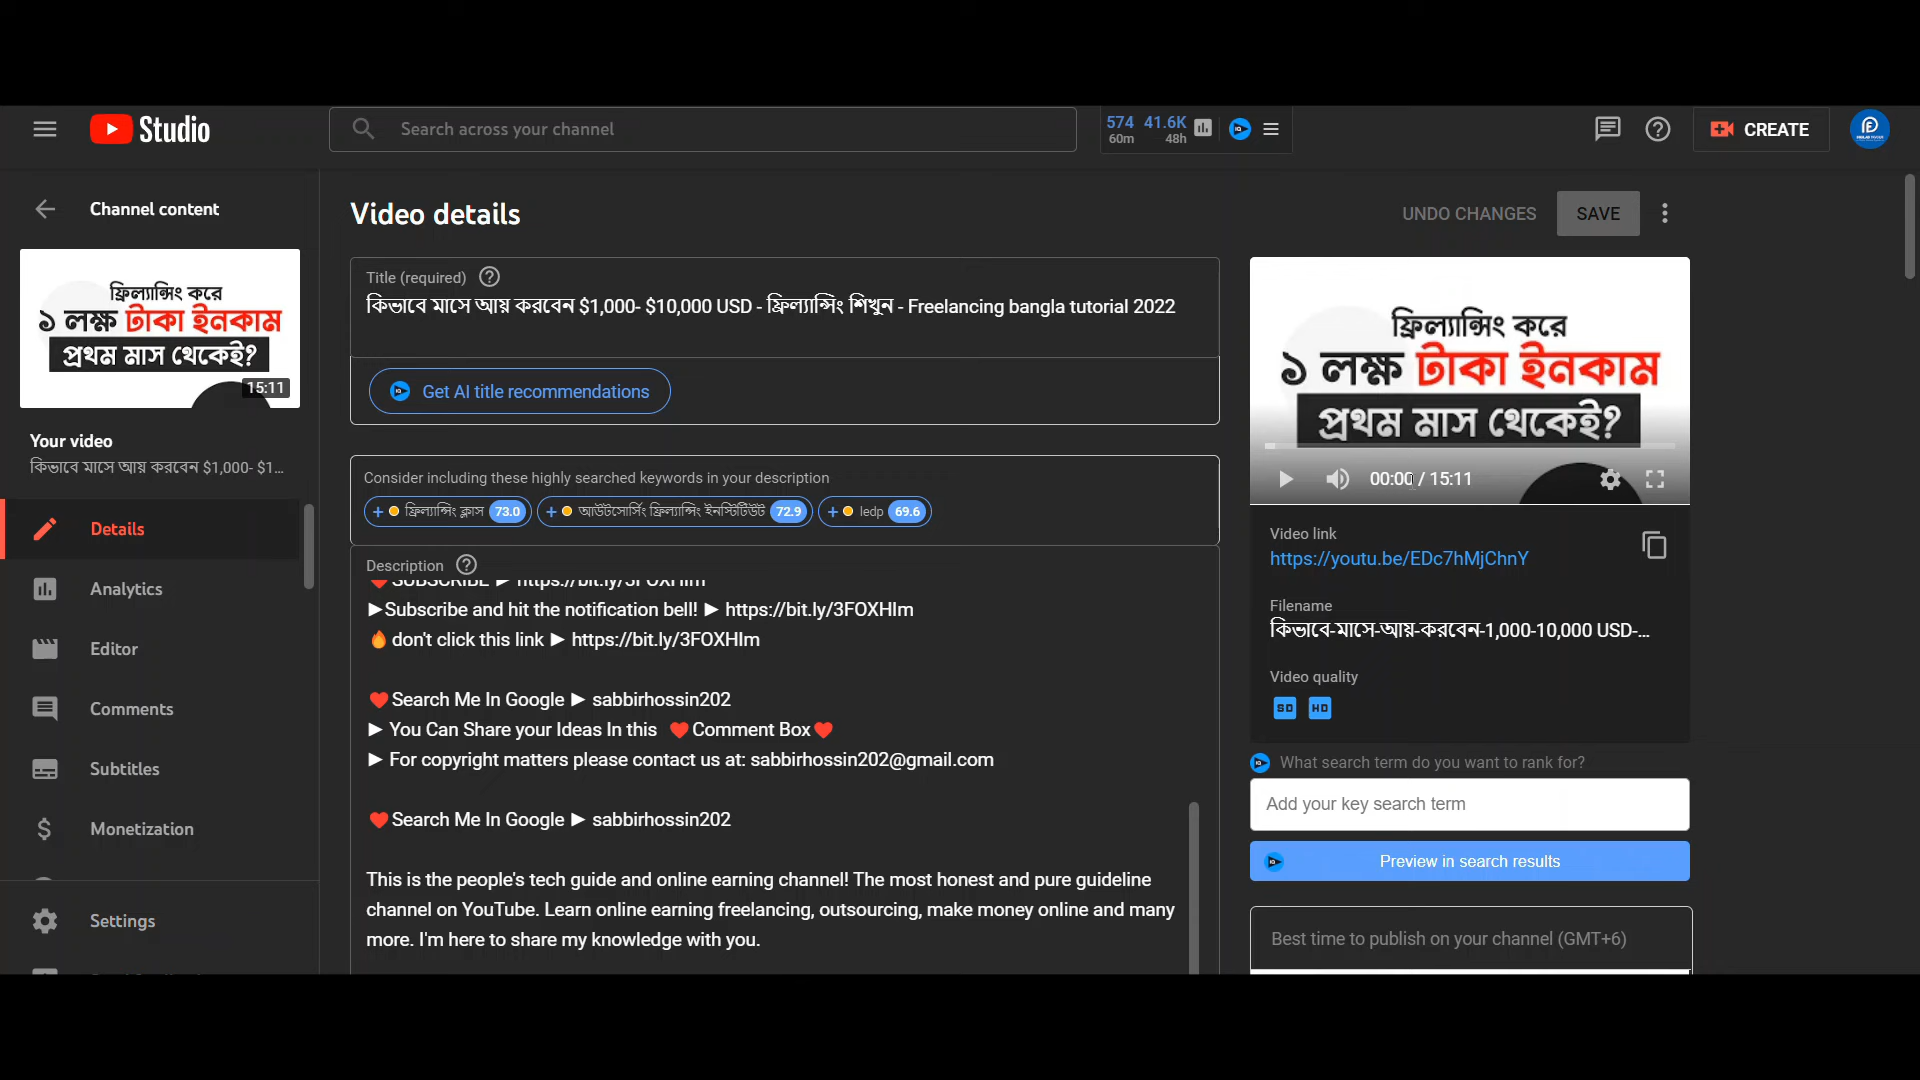 Studio
Search across your channel
574 41.6K
60m 48h
CREATE
Channel content
ফ্রিল্যান্সিং করে
১ লক্ষ টাকা ইনকাম
প্রথম মাস থেকেই?
15:11
Your video
কিভাবে মাসে আয় করবেন $1,000- $1...
Details
Analytics
Editor
Comments
Subtitles
Monetization
Settings
Video details
UNDO CHANGES
SAVE
Title (required)
কিভাবে মাসে আয় করবেন $1,000- $10,000 USD - ফ্রিল্যান্সিং শিখুন - Freelancing bangla tutorial 2022
Get AI title recommendations
Consider including these highly searched keywords in your description
+ ফ্রিল্যান্সিং ক্লাস 73.0 + আউটসোর্সিং ফ্রিল্যান্সিং ইনস্টিটিউট 72.9 + ledp 69.6
Description
❤️SUBSCRIBE ► https://bit.ly/3FOXHIm
►Subscribe and hit the notification bell! ► https://bit.ly/3FOXHIm
🔥 don't click this link ► https://bit.ly/3FOXHIm
❤️Search Me In Google ► sabbirhossin202
► You Can Share your Ideas In this ❤️Comment Box❤️
► For copyright matters please contact us at: sabbirhossin202@gmail.com
❤️Search Me In Google ► sabbirhossin202
This is the people's tech guide and online earning channel! The most honest and pure guideline
channel on YouTube. Learn online earning freelancing, outsourcing, make money online and many
more. I'm here to share my knowledge with you.
ফ্রিল্যান্সিং করে
১ লক্ষ টাকা ইনকাম
প্রথম মাস থেকেই?
00:00 / 15:11
Video link
https://youtu.be/EDc7hMjChnY
Filename
কিভাবে-মাসে-আয়-করবেন-1,000-10,000 USD-...
Video quality
SD HD
What search term do you want to rank for?
Add your key search term
Preview in search results
Best time to publish on your channel (GMT+6)